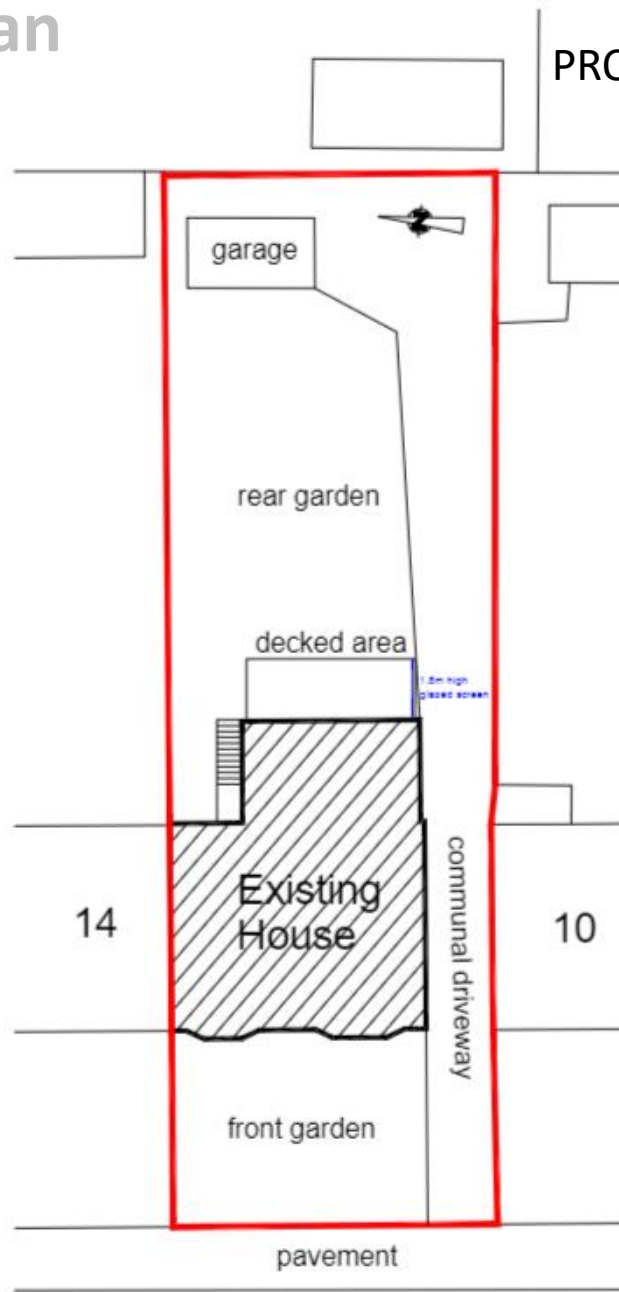 an
PRO
garage
rear garden
decked area
1.8m high
glazed screen
Existing
House
14
10
communal driveway
front garden
pavement